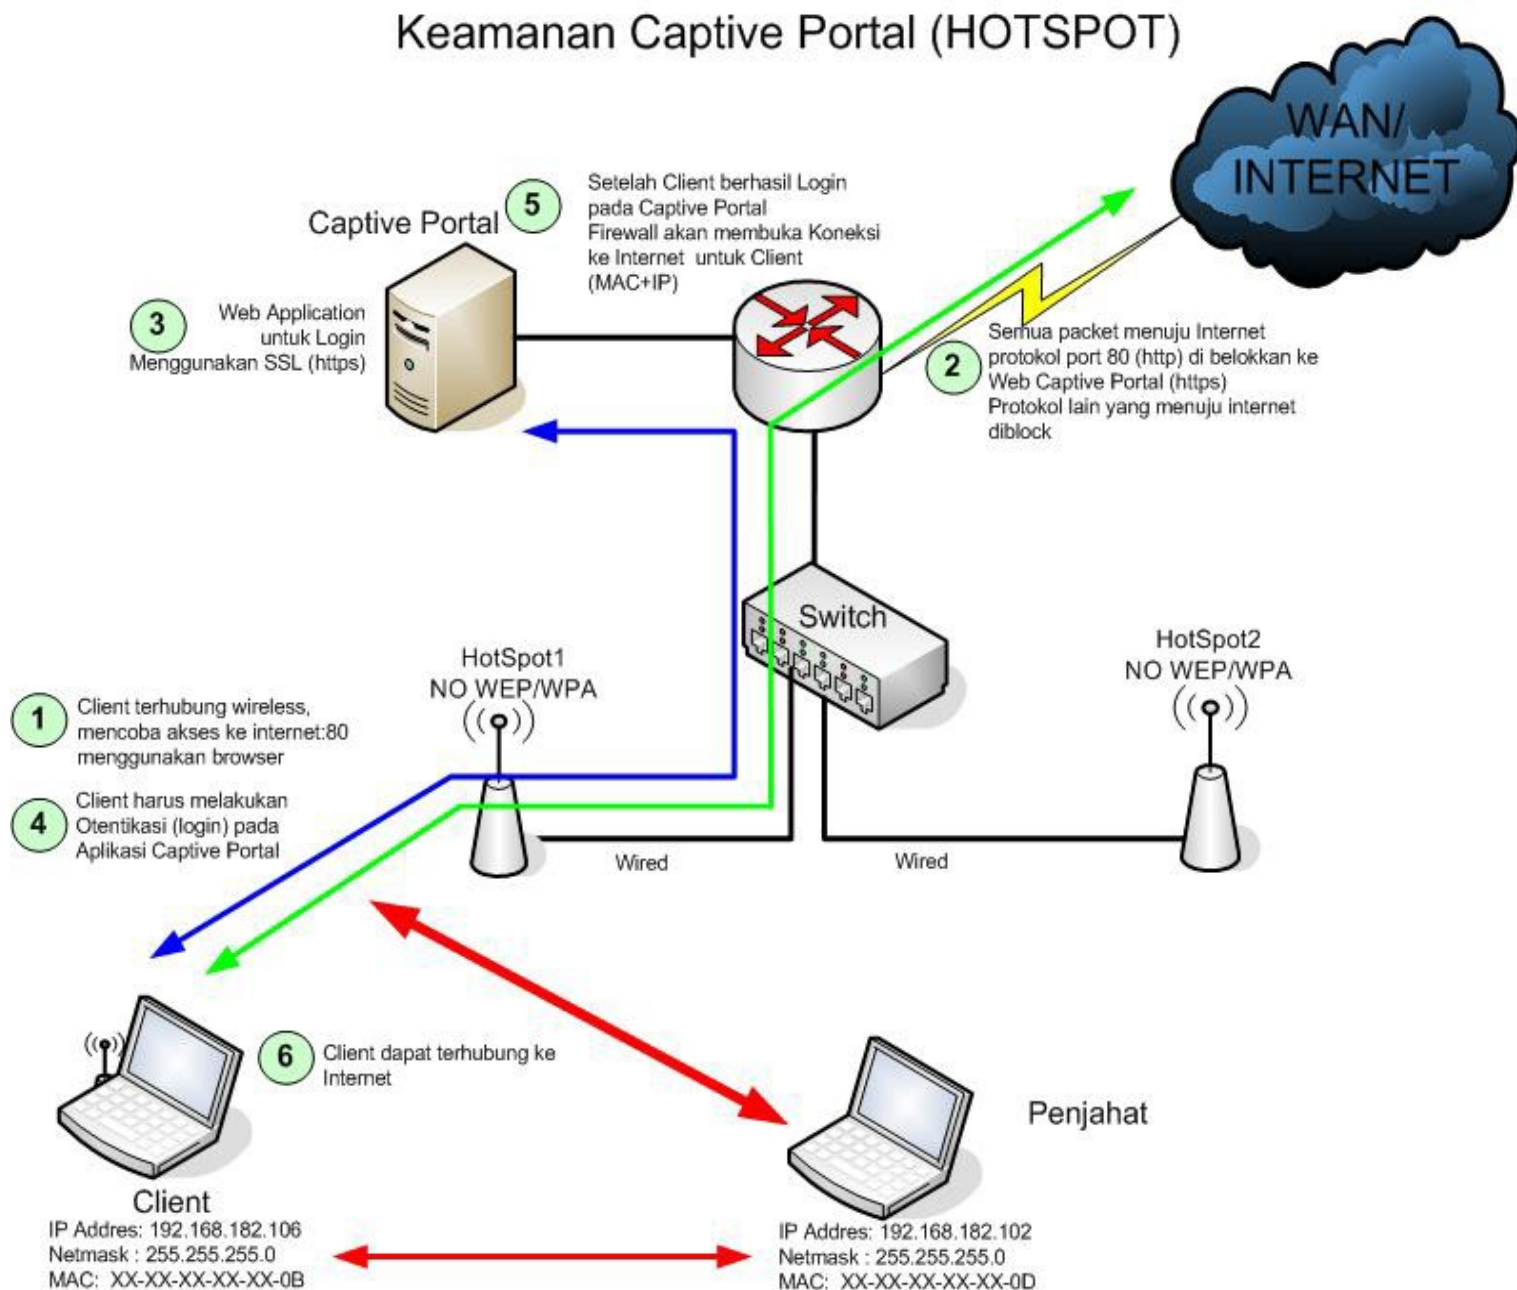 Keamanan Captive Portal (HOTSPOT)
WAN/
INTERNET
5
Setelah Client berhasil Login
pada Captive Portal
Firewall akan membuka Koneksi
ke Internet untuk Client
(MAC+IP)
Captive Portal
3
Web Application
untuk Login
Menggunakan SSL (https)
2
Semua packet menuju Internet
protokol port 80 (http) di belokkan ke
Web Captive Portal (https)
Protokol lain yang menuju internet
diblock
Switch
HotSpot1
NO WEP/WPA
HotSpot2
NO WEP/WPA
1
Client terhubung wireless,
mencoba akses ke internet:80
menggunakan browser
4
Client harus melakukan
Otentikasi (login) pada
Aplikasi Captive Portal
Wired
Wired
6
Client dapat terhubung ke
Internet
Penjahat
Client
IP Addres: 192.168.182.106
Netmask : 255.255.255.0
MAC: XX-XX-XX-XX-XX-0B
IP Addres: 192.168.182.102
Netmask : 255.255.255.0
MAC: XX-XX-XX-XX-XX-0D